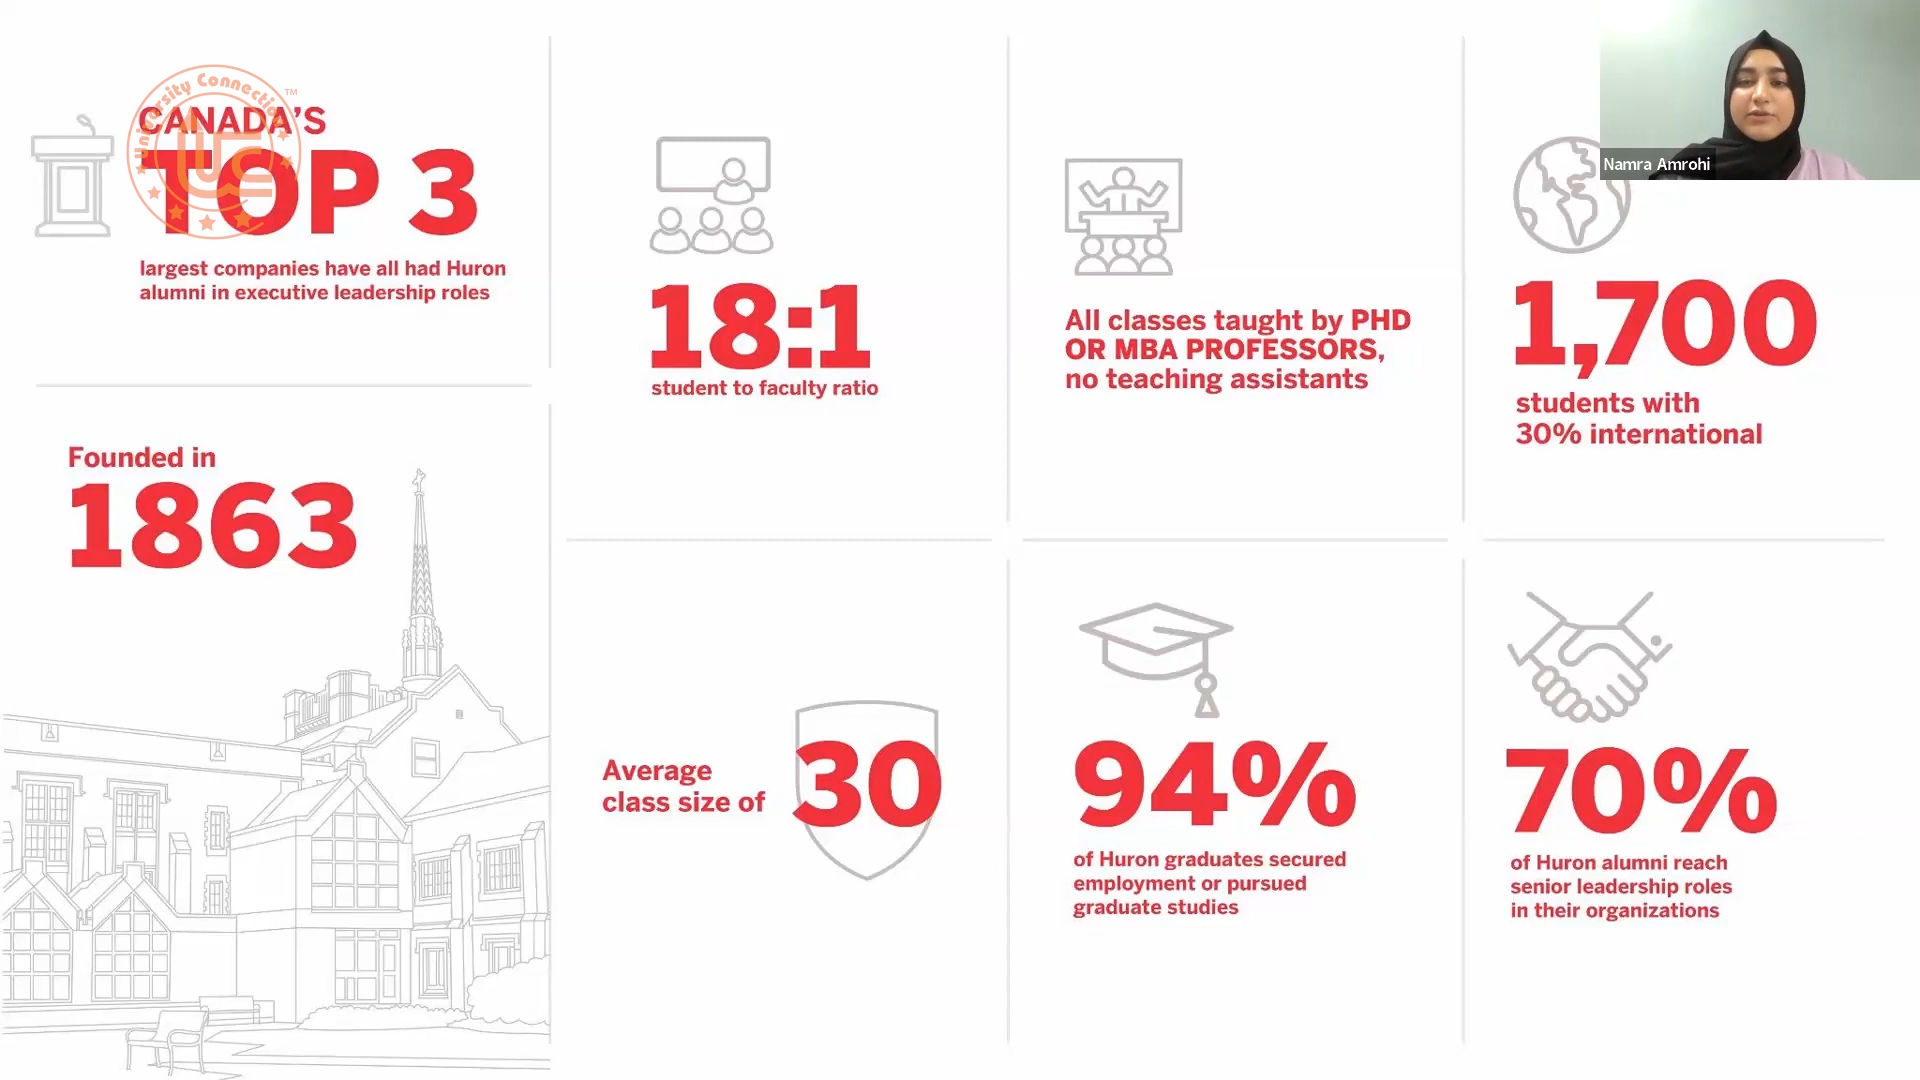 University Connection
TM
UC
CANADA'S
TOP 3
largest companies have all had Huron
alumni in executive leadership roles
Founded in
1863
18:1
student to faculty ratio
All classes taught by PHD
OR MBA PROFESSORS,
no teaching assistants
Namra Amrohi
1,700
students with
30% international
Average
class size of
30
94%
of Huron graduates secured
employment or pursued
graduate studies
70%
of Huron alumni reach
senior leadership roles
in their organizations